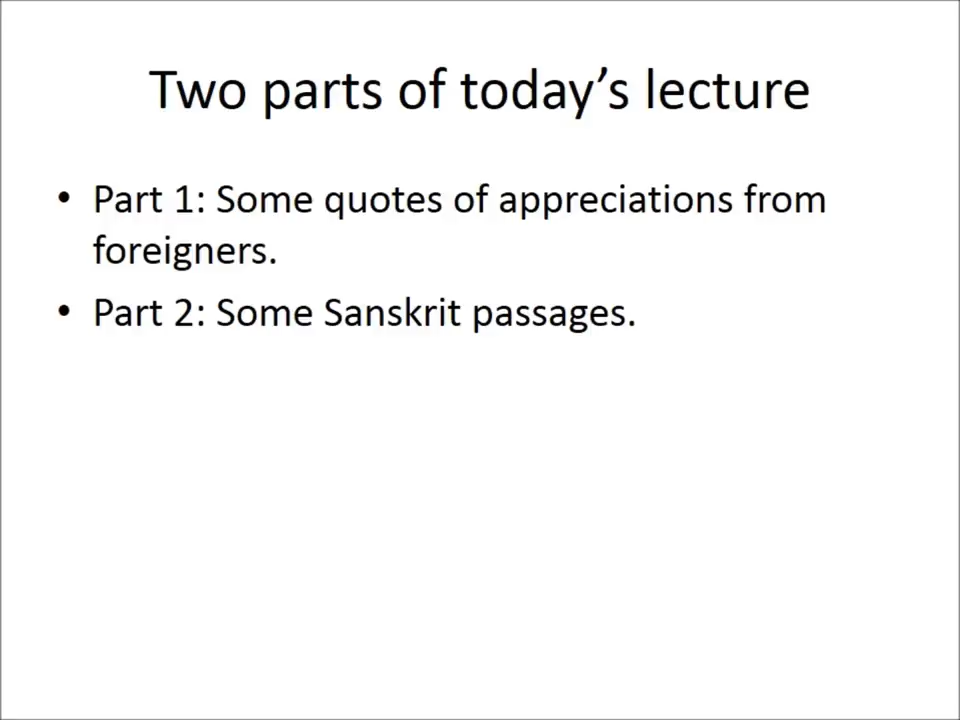 Two parts of today’s lecture
• Part 1: Some quotes of appreciations from
foreigners.
• Part 2: Some Sanskrit passages.